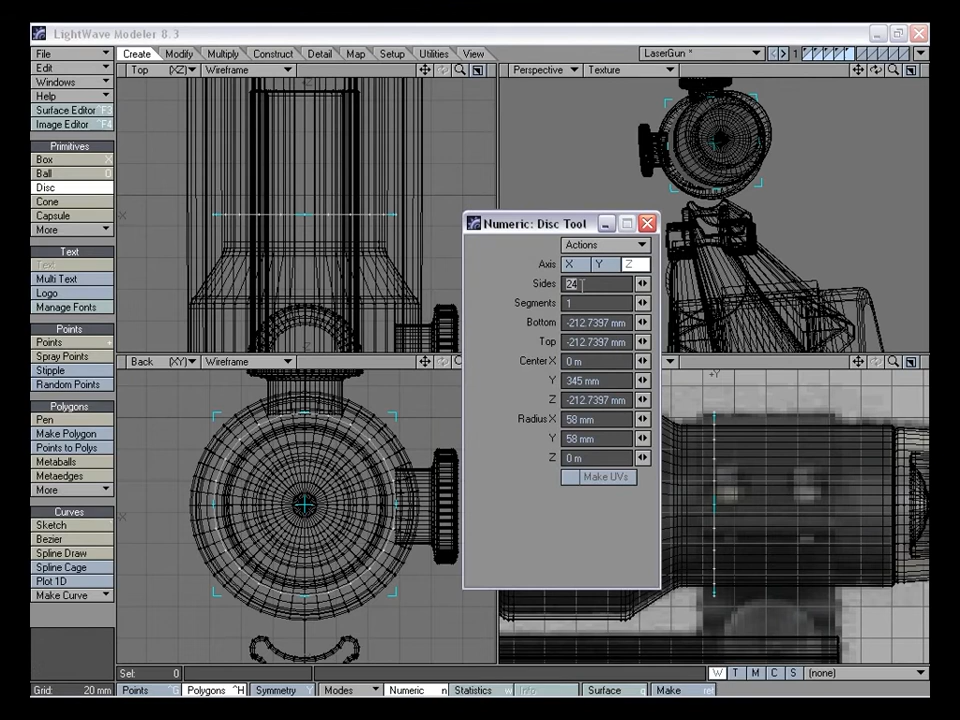 LightWave Modeler 8.3
File
Edit
Windows
Help
Surface Editor F3
Image Editor F4
Primitives
Box X
Ball O
Disc
Cone
Capsule
More
Text
Text
Multi Text
Logo
Manage Fonts
Points
Points +
Spray Points
Stipple
Random Points
Polygons
Pen
Make Polygon
Points to Polys
Metaballs
Metaedges
More
Curves
Sketch
Bezier
Spline Draw
Spline Cage
Plot 1D
Make Curve
Create Modify Multiply Construct Detail Map Setup Utilities View
LaserGun * 1
Top (XZ) Wireframe
Perspective Texture
Back (XY) Wireframe
Numeric: Disc Tool
Actions
Axis X Y Z
Sides 24
Segments 1
Bottom -212.7397 mm
Top -212.7397 mm
Center X 0 m
Y 345 mm
Z -212.7397 mm
Radius X 58 mm
Y 58 mm
Z 0 m
Make UVs
+Y
Sel: 0
W T M C S (none)
Grid: 20 mm Points ^G Polygons ^H Symmetry Y Modes Numeric n Statistics w Info Surface q Make ret